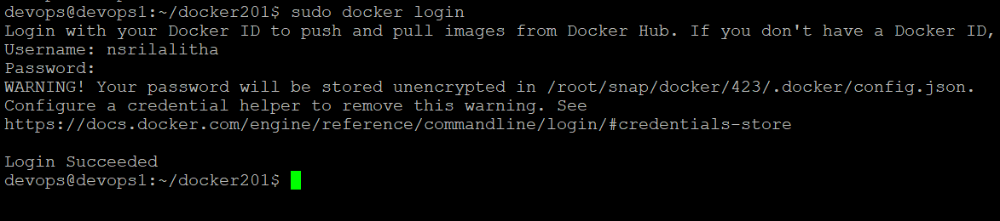 devops@devops1:~/docker201$ sudo docker login
Login with your Docker ID to push and pull images from Docker Hub. If you don't have a Docker ID,
Username: nsrilalitha
Password:
WARNING! Your password will be stored unencrypted in /root/snap/docker/423/.docker/config.json.
Configure a credential helper to remove this warning. See
https://docs.docker.com/engine/reference/commandline/login/#credentials-store
Login Succeeded
devops@devops1:~/docker201$